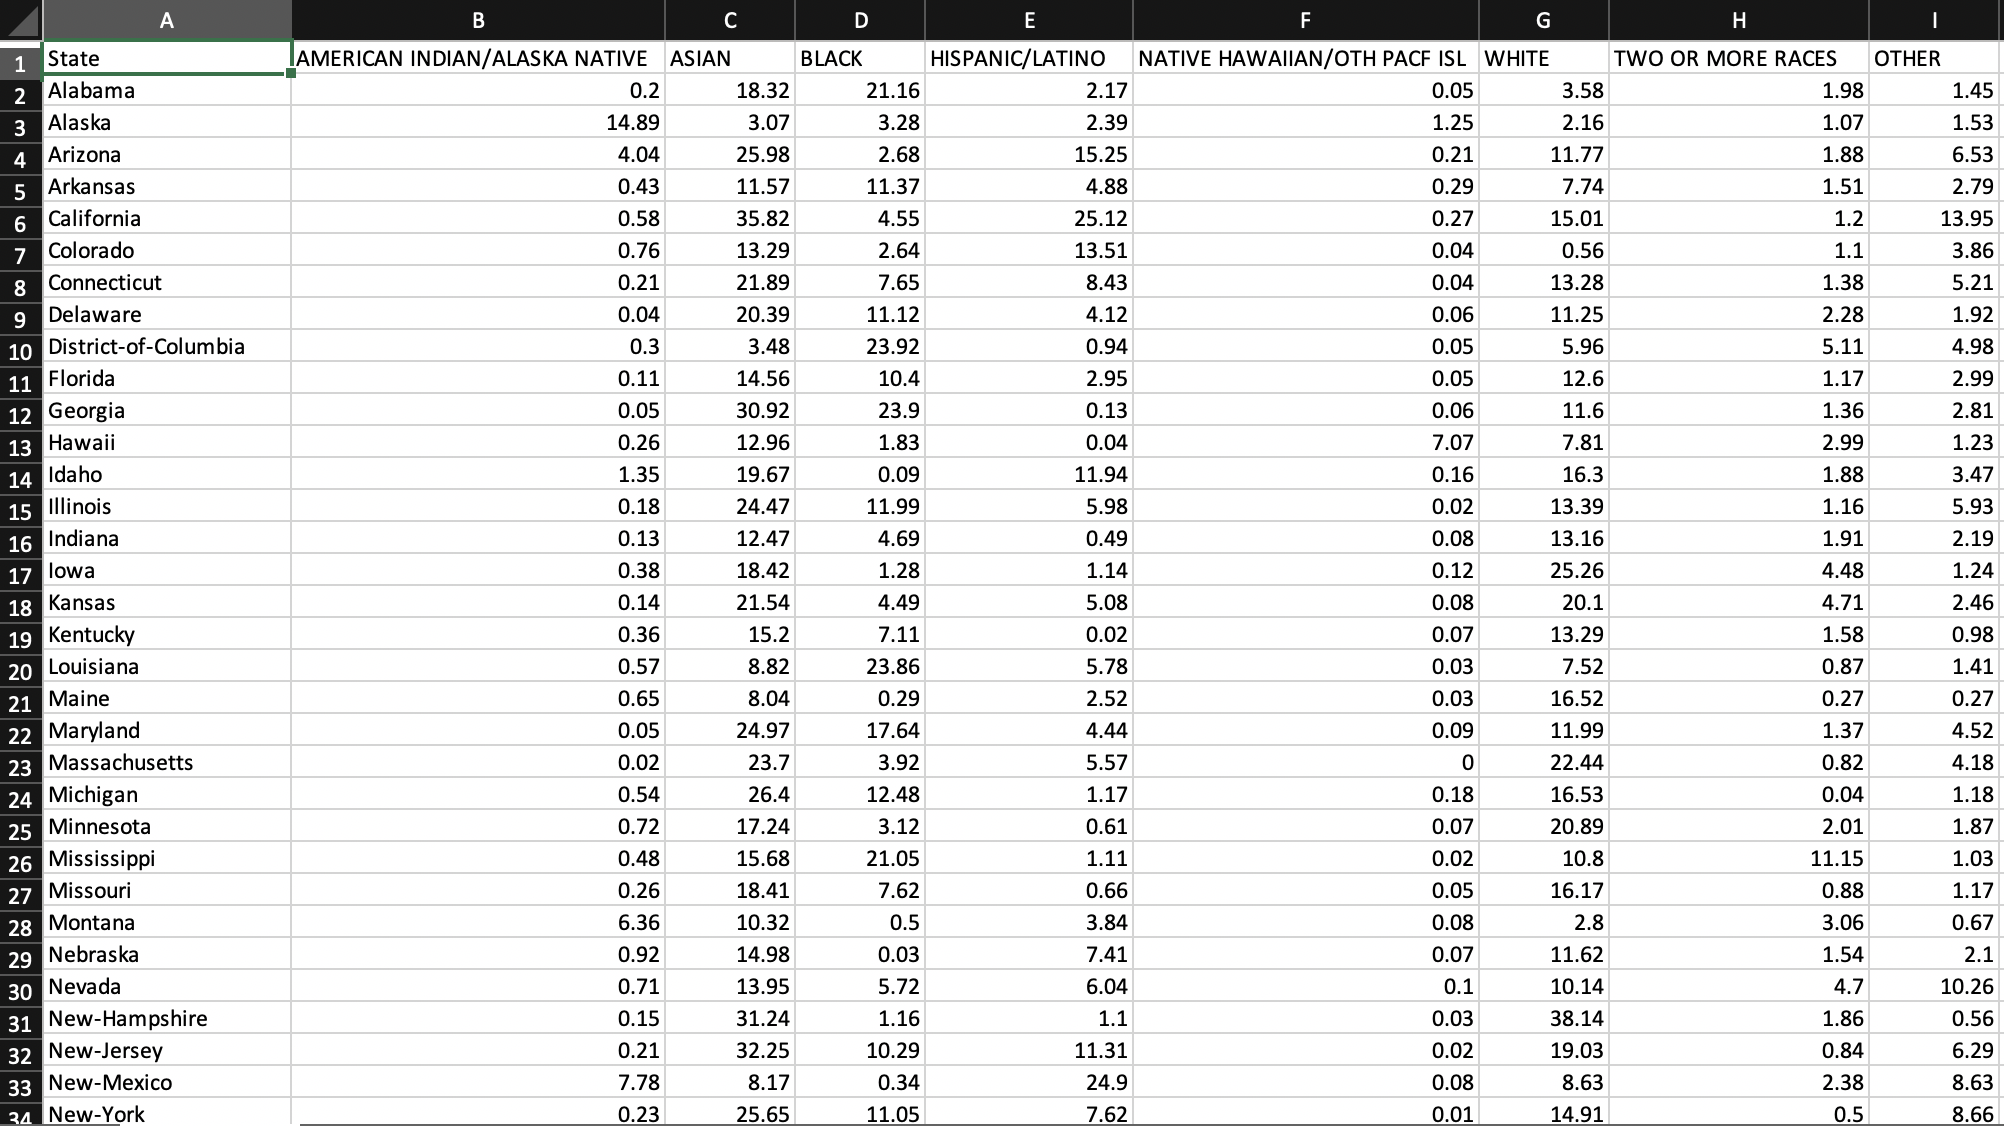 A B C D E F G H I
1 State AMERICAN INDIAN/ALASKA NATIVE ASIAN BLACK HISPANIC/LATINO NATIVE HAWAIIAN/OTH PACF ISL WHITE TWO OR MORE RACES OTHER
2 Alabama 0.2 18.32 21.16 2.17 0.05 3.58 1.98 1.45
3 Alaska 14.89 3.07 3.28 2.39 1.25 2.16 1.07 1.53
4 Arizona 4.04 25.98 2.68 15.25 0.21 11.77 1.88 6.53
5 Arkansas 0.43 11.57 11.37 4.88 0.29 7.74 1.51 2.79
6 California 0.58 35.82 4.55 25.12 0.27 15.01 1.2 13.95
7 Colorado 0.76 13.29 2.64 13.51 0.04 0.56 1.1 3.86
8 Connecticut 0.21 21.89 7.65 8.43 0.04 13.28 1.38 5.21
9 Delaware 0.04 20.39 11.12 4.12 0.06 11.25 2.28 1.92
10 District-of-Columbia 0.3 3.48 23.92 0.94 0.05 5.96 5.11 4.98
11 Florida 0.11 14.56 10.4 2.95 0.05 12.6 1.17 2.99
12 Georgia 0.05 30.92 23.9 0.13 0.06 11.6 1.36 2.81
13 Hawaii 0.26 12.96 1.83 0.04 7.07 7.81 2.99 1.23
14 Idaho 1.35 19.67 0.09 11.94 0.16 16.3 1.88 3.47
15 Illinois 0.18 24.47 11.99 5.98 0.02 13.39 1.16 5.93
16 Indiana 0.13 12.47 4.69 0.49 0.08 13.16 1.91 2.19
17 Iowa 0.38 18.42 1.28 1.14 0.12 25.26 4.48 1.24
18 Kansas 0.14 21.54 4.49 5.08 0.08 20.1 4.71 2.46
19 Kentucky 0.36 15.2 7.11 0.02 0.07 13.29 1.58 0.98
20 Louisiana 0.57 8.82 23.86 5.78 0.03 7.52 0.87 1.41
21 Maine 0.65 8.04 0.29 2.52 0.03 16.52 0.27 0.27
22 Maryland 0.05 24.97 17.64 4.44 0.09 11.99 1.37 4.52
23 Massachusetts 0.02 23.7 3.92 5.57 0 22.44 0.82 4.18
24 Michigan 0.54 26.4 12.48 1.17 0.18 16.53 0.04 1.18
25 Minnesota 0.72 17.24 3.12 0.61 0.07 20.89 2.01 1.87
26 Mississippi 0.48 15.68 21.05 1.11 0.02 10.8 11.15 1.03
27 Missouri 0.26 18.41 7.62 0.66 0.05 16.17 0.88 1.17
28 Montana 6.36 10.32 0.5 3.84 0.08 2.8 3.06 0.67
29 Nebraska 0.92 14.98 0.03 7.41 0.07 11.62 1.54 2.1
30 Nevada 0.71 13.95 5.72 6.04 0.1 10.14 4.7 10.26
31 New-Hampshire 0.15 31.24 1.16 1.1 0.03 38.14 1.86 0.56
32 New-Jersey 0.21 32.25 10.29 11.31 0.02 19.03 0.84 6.29
33 New-Mexico 7.78 8.17 0.34 24.9 0.08 8.63 2.38 8.63
34 New-York 0.23 25.65 11.05 7.62 0.01 14.91 0.5 8.66